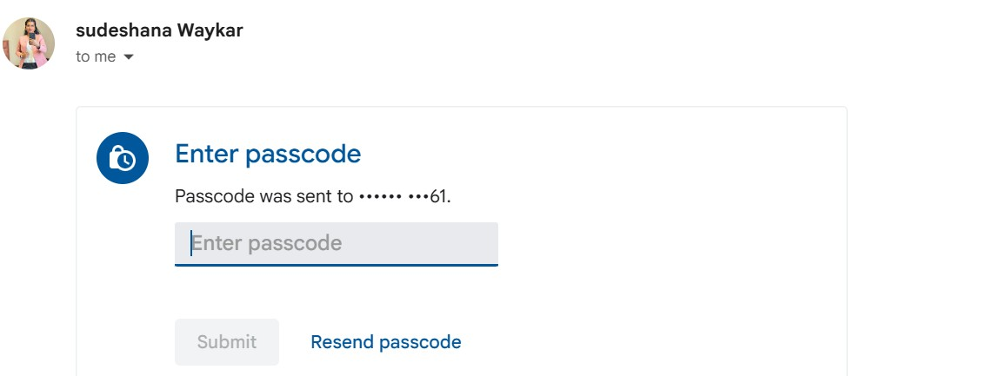 sudeshana Waykar
to me
Enter passcode
Passcode was sent to •••••• •••61.
Enter passcode
Submit
Resend passcode